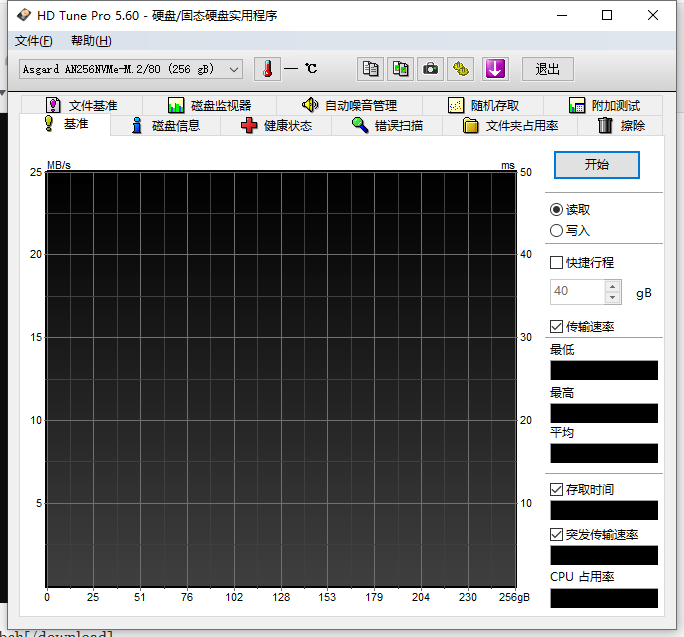 HD Tune Pro 5.60 - 硬盘/固态硬盘实用程序
文件(F) 帮助(H)
Asgard AN256NVMe-M.2/80 (256 gB) — ℃ 退出
文件基准 磁盘监视器 自动噪音管理 随机存取 附加测试
基准 磁盘信息 健康状态 错误扫描 文件夹占用率 擦除
MB/s ms
25 50
20 40
15 30
10 20
5 10
0 25 51 76 102 128 153 179 204 230 256gB
开始
读取
写入
快捷行程
40 gB
传输速率
最低
最高
平均
存取时间
突发传输速率
CPU 占用率
[/download]